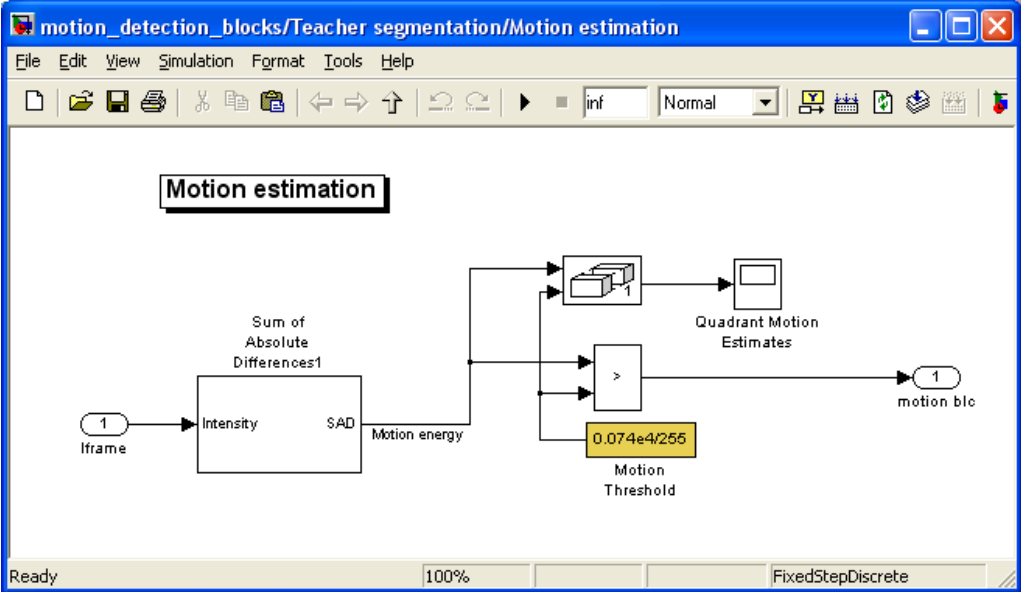 motion_detection_blocks/Teacher segmentation/Motion estimation
File Edit View Simulation Format Tools Help
inf Normal
Motion estimation
1
Quadrant Motion
Estimates
Sum of
Absolute
Differences1
>
1
motion blc
1
Iframe
Intensity SAD
Motion energy
0.074e4/255
Motion
Threshold
Ready 100% FixedStepDiscrete